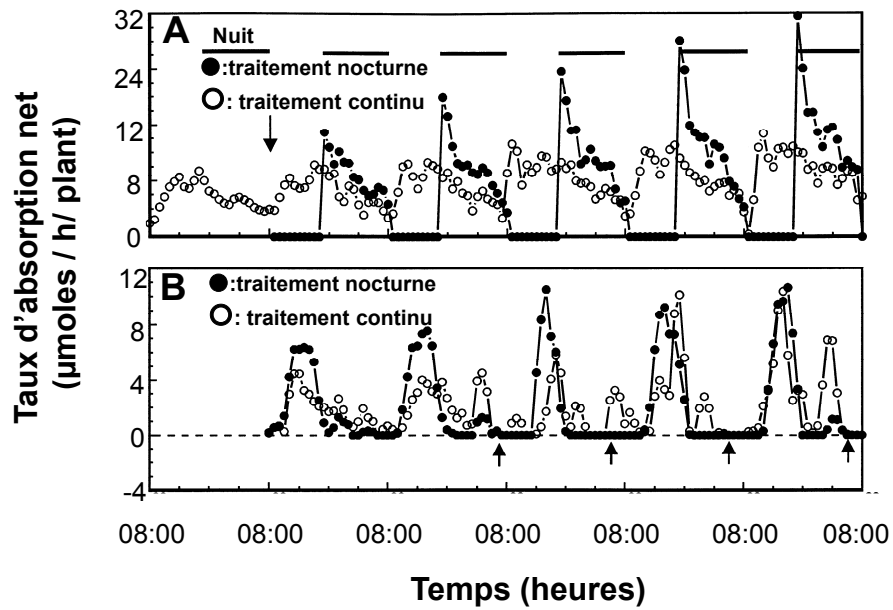 A
Nuit
●:traitement nocturne
○: traitement continu
32
24
12
8
0
B
●:traitement nocturne
○: traitement continu
12
8
4
0
-4
Taux d'absorption net
(µmoles / h/ plant)
08:00 08:00 08:00 08:00 08:00 08:00 08:00
Temps (heures)